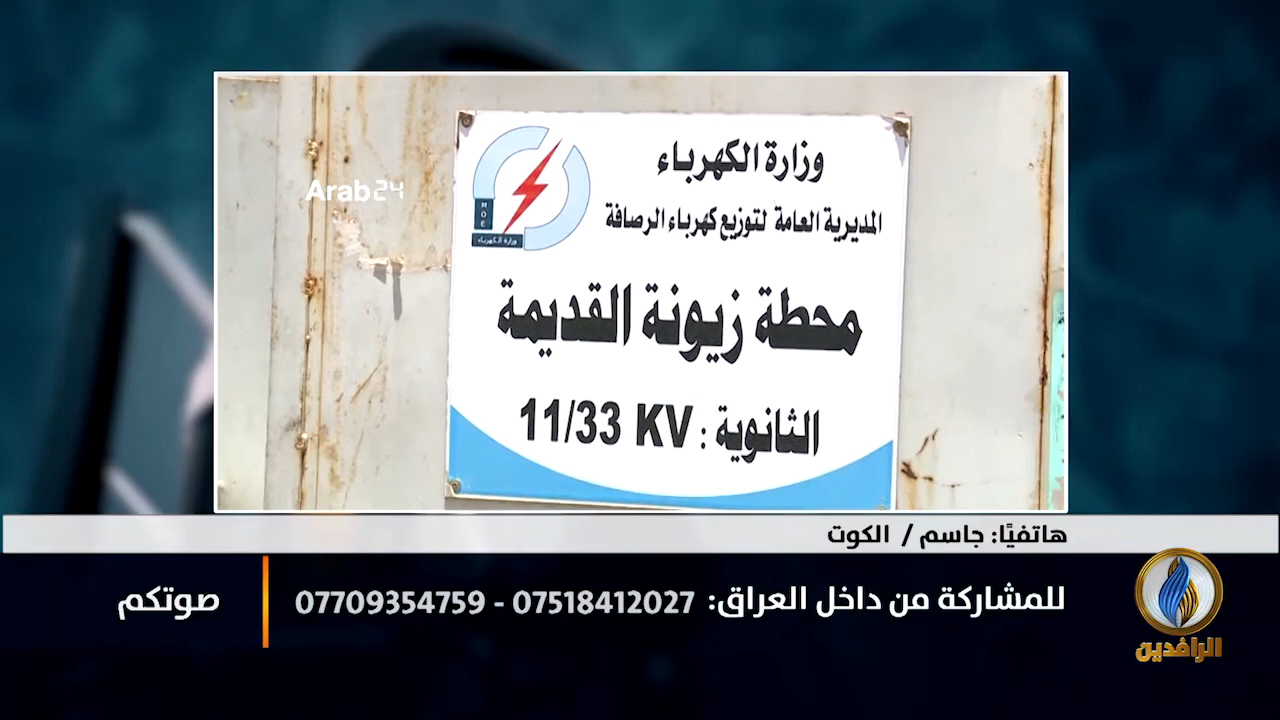 Arab24
وزارة الكهرباء
المديرية العامة لتوزيع كهرباء الرصافة
MOE
وزارة الكهرباء
محطة زيونة القديمة
الثانوية : 11/33 KV
هاتفيًا: جاسم / الكوت
للمشاركة من داخل العراق: 07518412027 - 07709354759
صوتكم
الرافدين